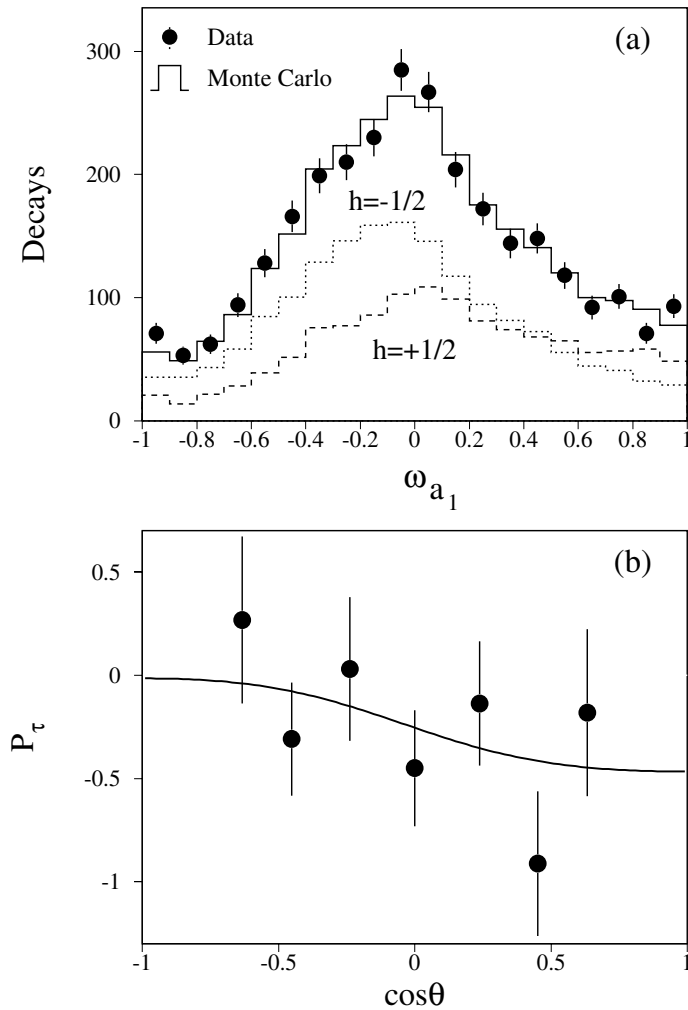 (a)
Data
Monte Carlo
300
200
100
0
Decays
h=-1/2
h=+1/2
-1 -0.8 -0.6 -0.4 -0.2 0 0.2 0.4 0.6 0.8 1
ω a 1
(b)
0.5
0
-0.5
-1
P τ
-1 -0.5 0 0.5 1
cosθ